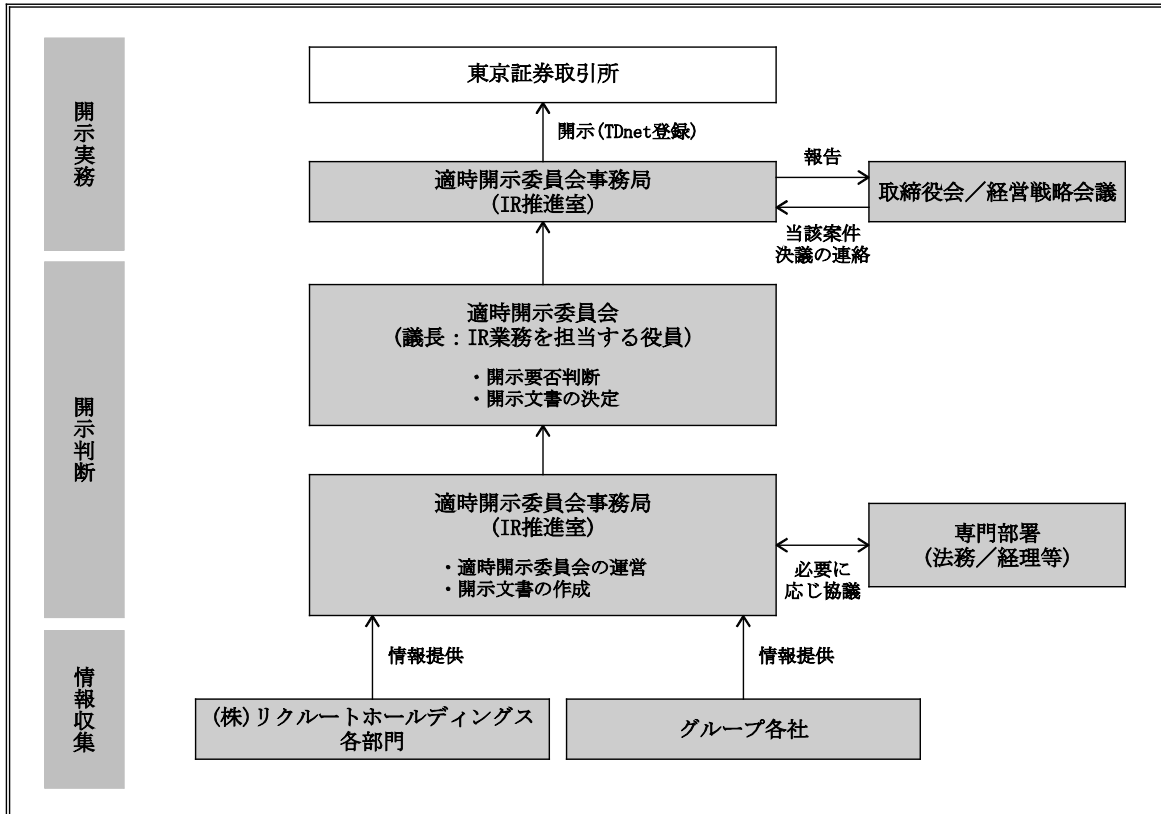 開示実務
東京証券取引所
開示(TDnet登録)
適時開示委員会事務局
(IR推進室)
報告
取締役会／経営戦略会議
当該案件
決議の連絡
開示判断
適時開示委員会
(議長：IR業務を担当する役員)
・開示要否判断
・開示文書の決定
適時開示委員会事務局
(IR推進室)
・適時開示委員会の運営
・開示文書の作成
必要に
応じ協議
専門部署
(法務／経理等)
情報収集
情報提供
情報提供
(株)リクルートホールディングス
各部門
グループ各社